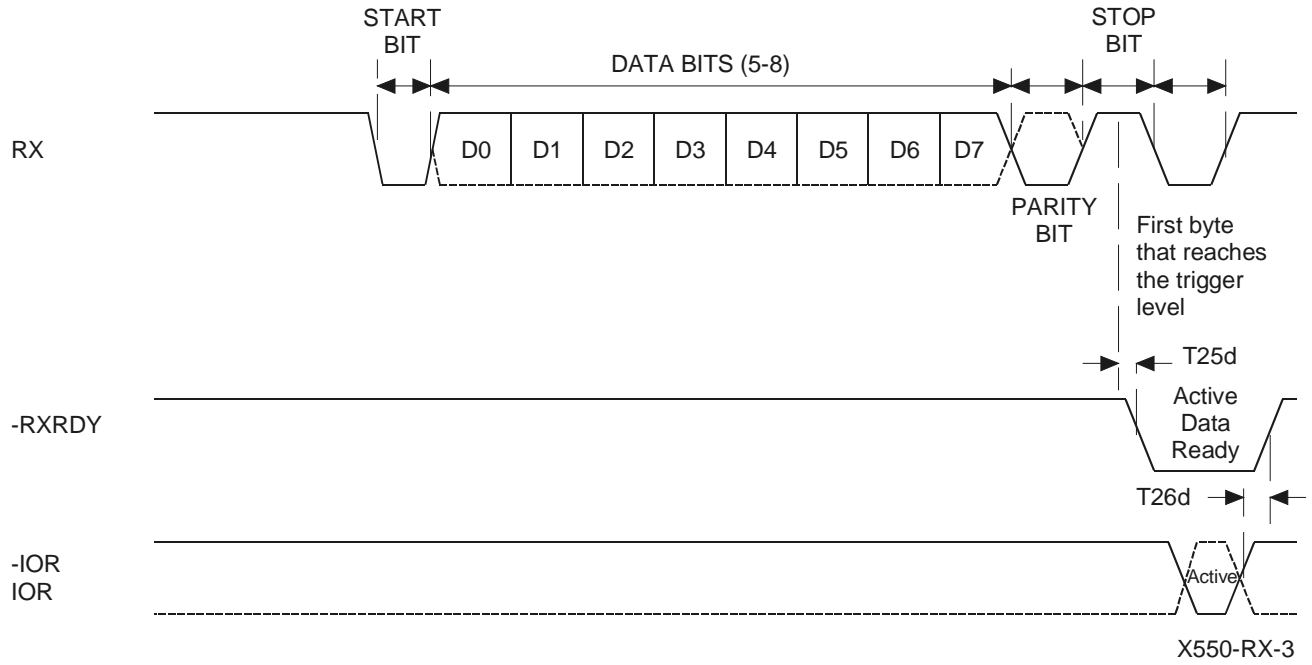 START
BIT
STOP
BIT
DATA BITS (5-8)
RX
D0 D1 D2 D3 D4 D5 D6 D7
PARITY
BIT
First byte
that reaches
the trigger
level
T25d
-RXRDY
Active
Data
Ready
T26d
-IOR
IOR
Active
X550-RX-3